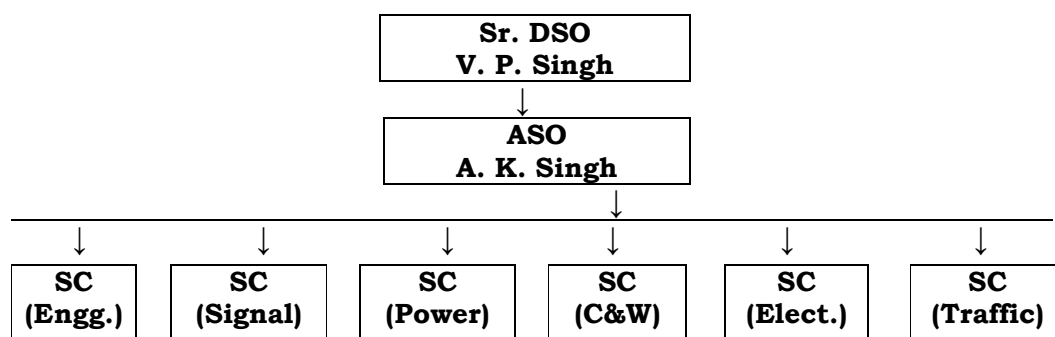 Sr. DSO
V. P. Singh
↓
ASO
A. K. Singh
↓
↓ ↓ ↓ ↓ ↓ ↓
SC SC SC SC SC SC
(Engg.) (Signal) (Power) (C&W) (Elect.) (Traffic)